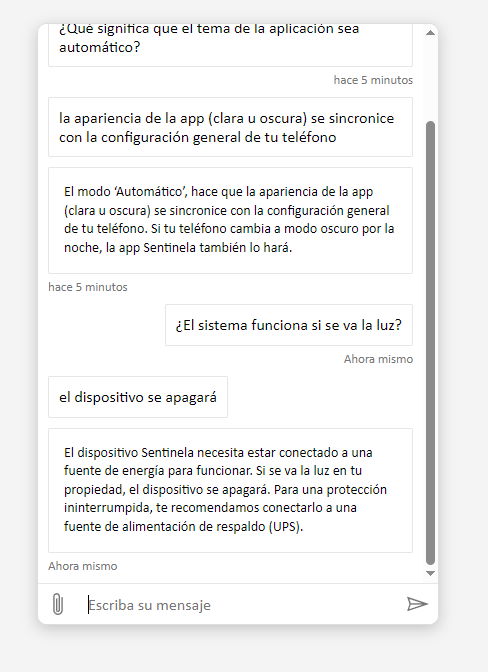 ¿Qué significa que el tema de la aplicación sea
automático?
hace 5 minutos
la apariencia de la app (clara u oscura) se sincronice
con la configuración general de tu teléfono
El modo ‘Automático’, hace que la apariencia de la app
(clara u oscura) se sincronice con la configuración general
de tu teléfono. Si tu teléfono cambia a modo oscuro por la
noche, la app Sentinela también lo hará.
hace 5 minutos
¿El sistema funciona si se va la luz?
Ahora mismo
el dispositivo se apagará
El dispositivo Sentinela necesita estar conectado a una
fuente de energía para funcionar. Si se va la luz en tu
propiedad, el dispositivo se apagará. Para una protección
ininterrumpida, te recomendamos conectarlo a una
fuente de alimentación de respaldo (UPS).
Ahora mismo
Escriba su mensaje